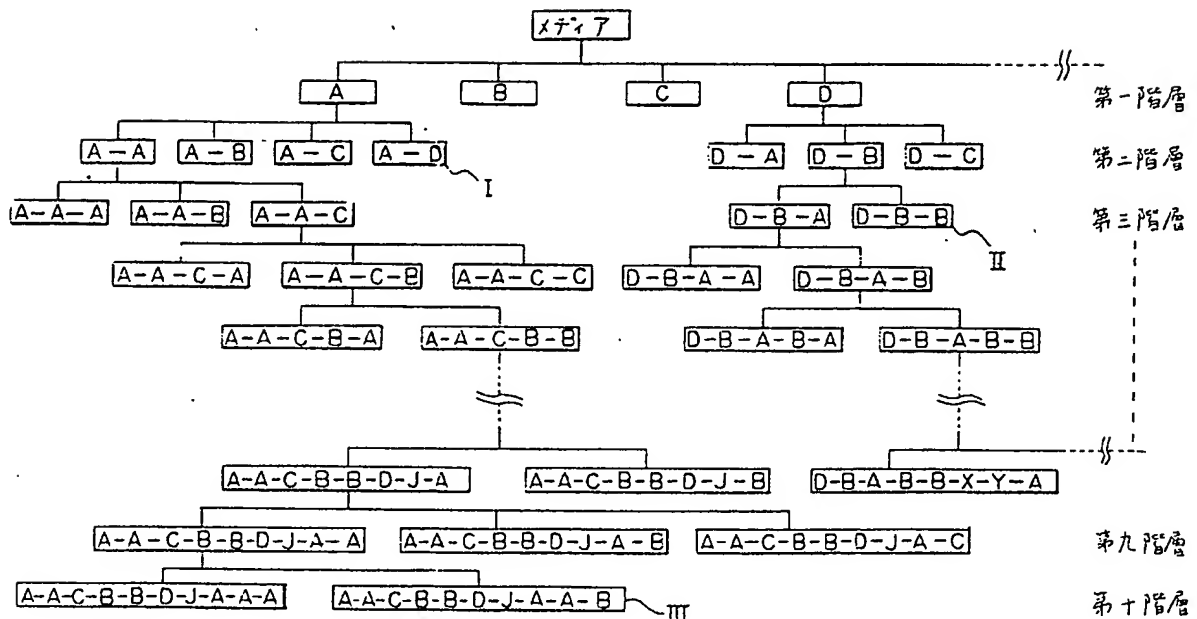 メディア
A B C D 第一階層
A-A A-B A-C A-D D-A D-B D-C 第二階層
I
A-A-A A-A-B A-A-C D-B-A D-B-B 第三階層
II
A-A-C-A A-A-C-B A-A-C-C D-B-A-A D-B-A-B
A-A-C-B-A A-A-C-B-B D-B-A-B-A D-B-A-B-B
A-A-C-B-B-D-J-A A-A-C-B-B-D-J-B D-B-A-B-B-X-Y-A
A-A-C-B-B-D-J-A-A A-A-C-B-B-D-J-A-B A-A-C-B-B-D-J-A-C 第九階層
A-A-C-B-B-D-J-A-A-A A-A-C-B-B-D-J-A-A-B III 第十階層